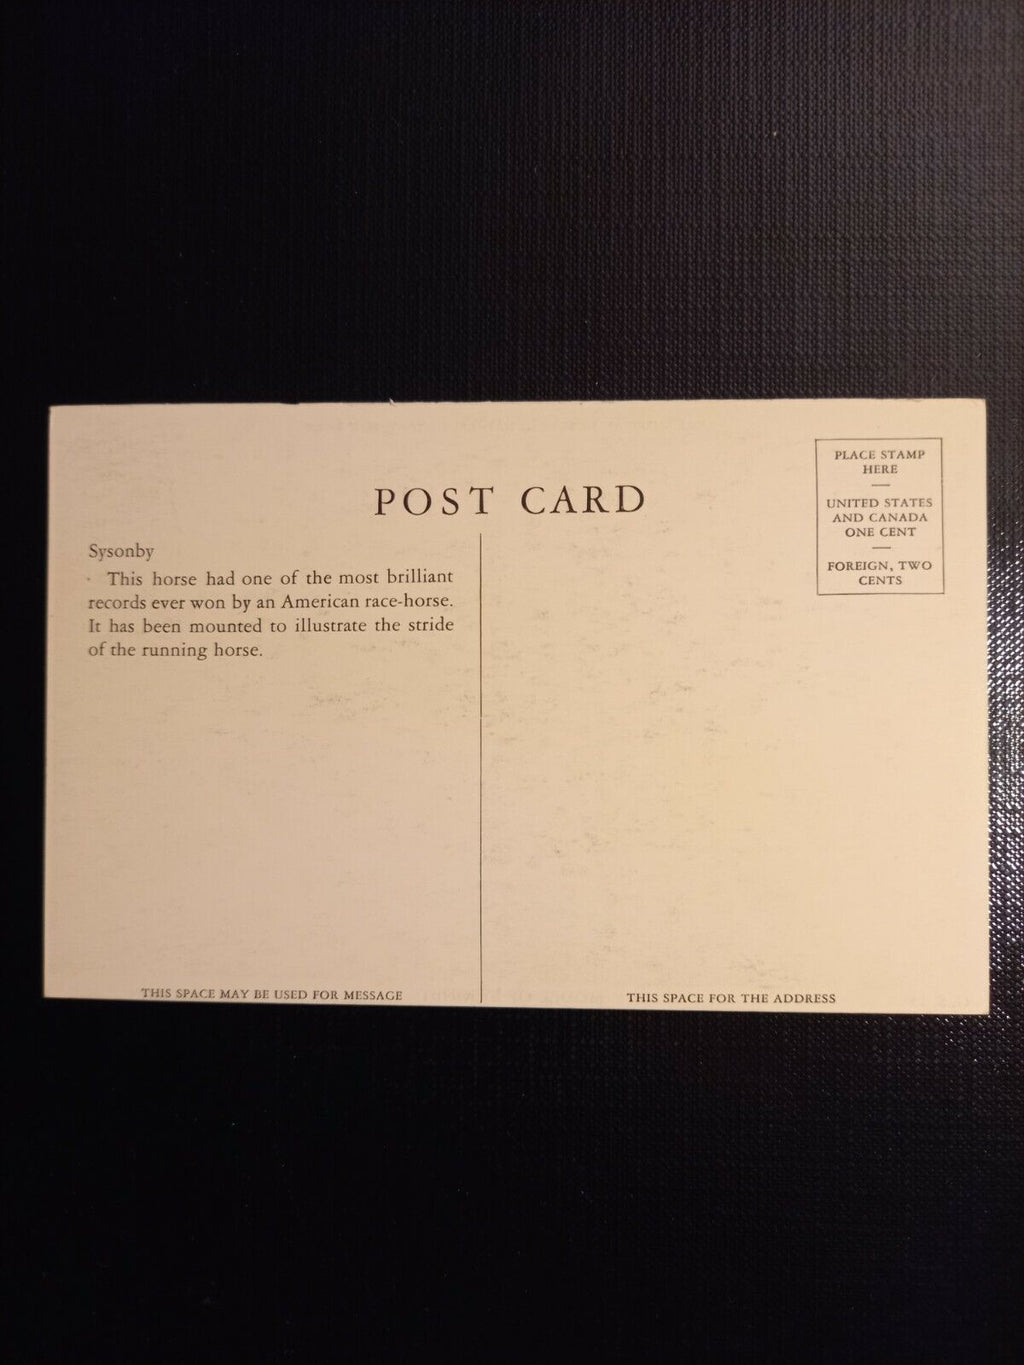 POST CARD
PLACE STAMP
HERE
UNITED STATES
AND CANADA
ONE CENT
FOREIGN, TWO
CENTS
Sysonby
This horse had one of the most brilliant
records ever won by an American race-horse.
It has been mounted to illustrate the stride
of the running horse.
THIS SPACE MAY BE USED FOR MESSAGE
THIS SPACE FOR THE ADDRESS